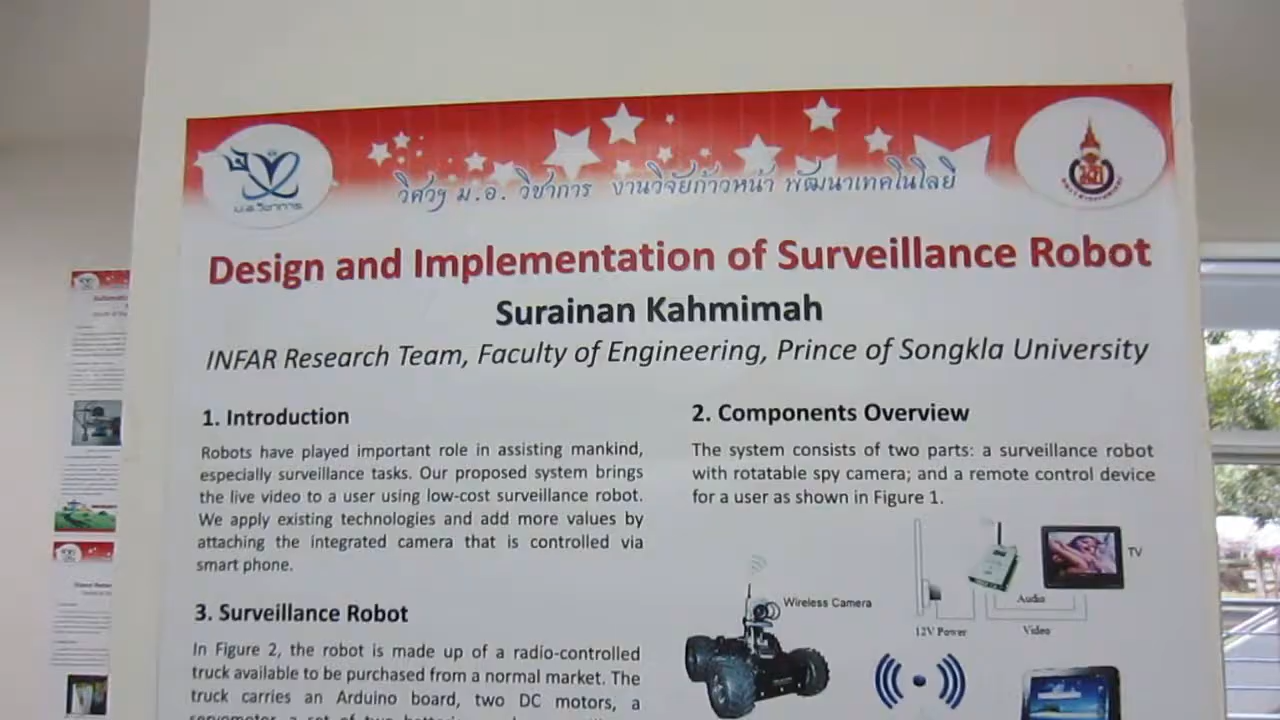 วิศวฯ ม.อ. วิชาการ งานวิจัยก้าวหน้า พัฒนาเทคโนโลยี
ม.อ.วิชาการ
Design and Implementation of Surveillance Robot
Surainan Kahmimah
INFAR Research Team, Faculty of Engineering, Prince of Songkla University
1. Introduction
Robots have played important role in assisting mankind,
especially surveillance tasks. Our proposed system brings
the live video to a user using low-cost surveillance robot.
We apply existing technologies and add more values by
attaching the integrated camera that is controlled via
smart phone.
3. Surveillance Robot
In Figure 2, the robot is made up of a radio-controlled
truck available to be purchased from a normal market. The
truck carries an Arduino board, two DC motors, a
2. Components Overview
The system consists of two parts: a surveillance robot
with rotatable spy camera; and a remote control device
for a user as shown in Figure 1.
Wireless Camera
TV
Audio
12V Power
Video